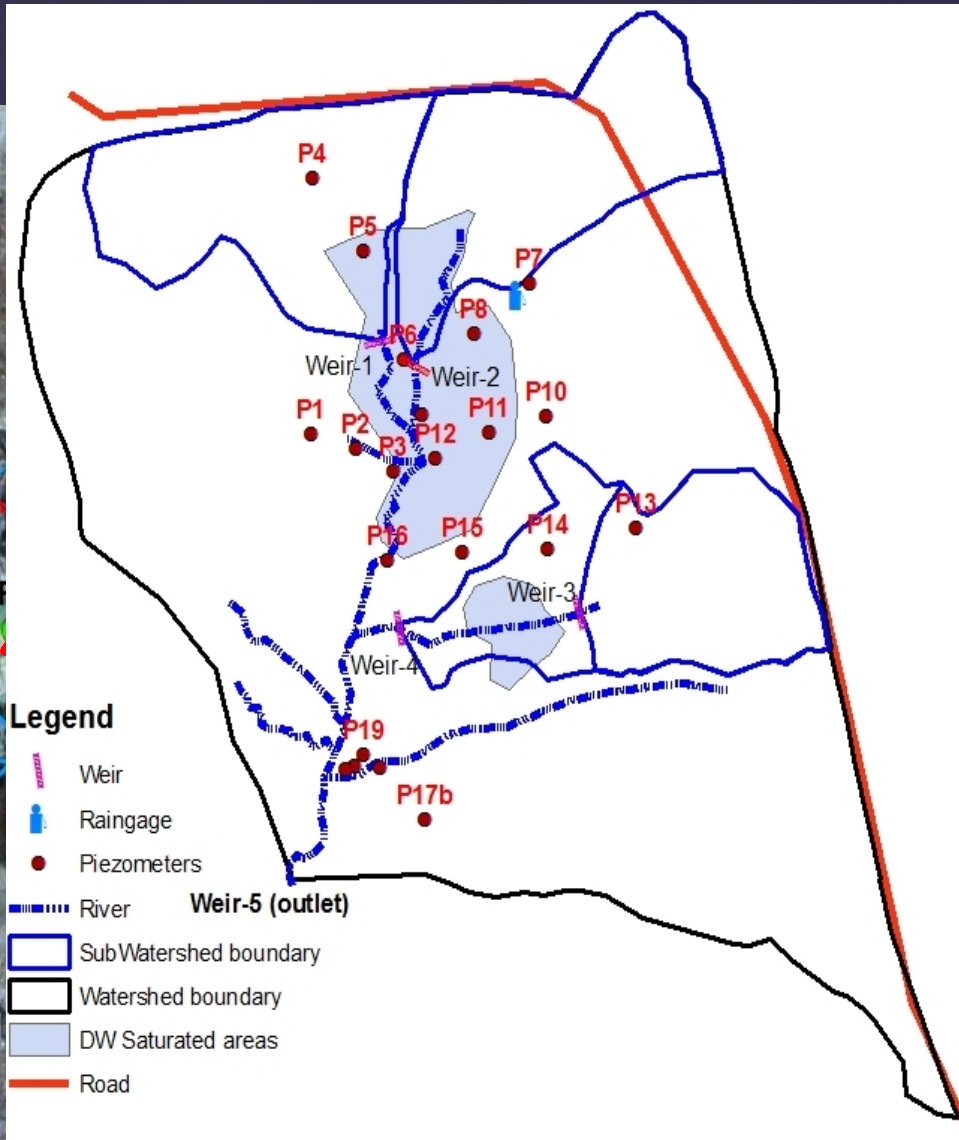 P4
P5
P7
P8
P6
Weir-1
Weir-2
P10
P1
P2
P11
P12
P3
P13
P16
P15
P14
Weir-3
Weir-4
Legend
P19
Weir
P17b
Raingage
Piezometers
River
Weir-5 (outlet)
SubWatershed boundary
Watershed boundary
DW Saturated areas
Road